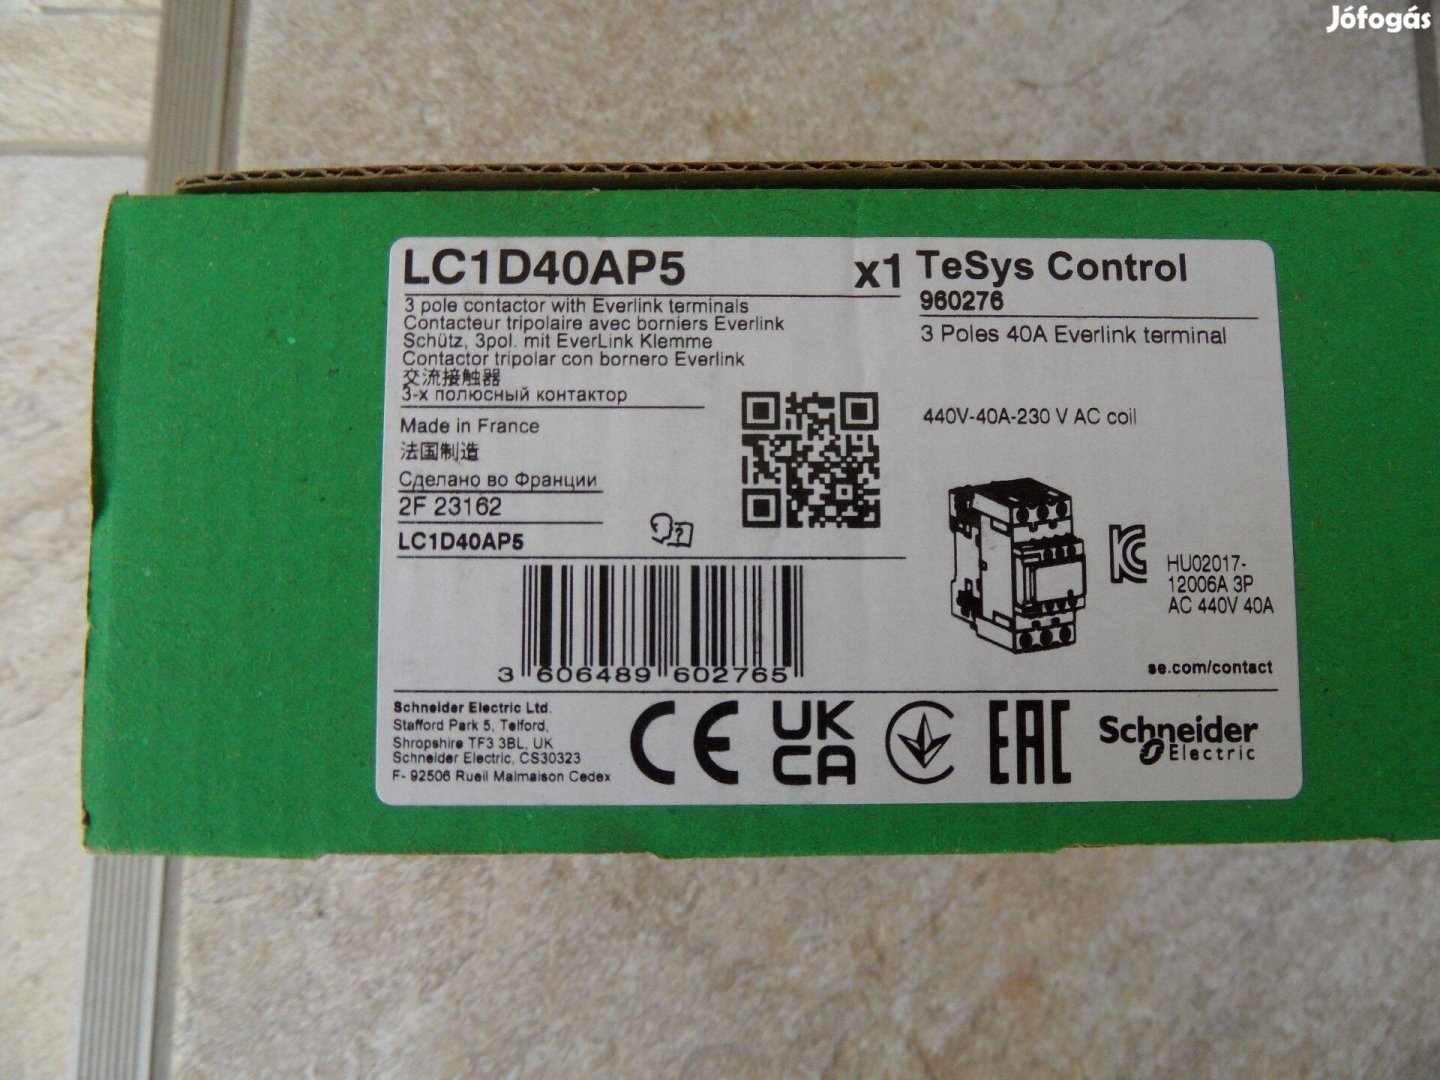 Jófogás
LC1D40AP5 x1
3 pole contactor with Everlink terminals
Contacteur tripolaire avec borniers Everlink
Schütz, 3pol. mit EverLink Klemme
Contactor tripolar con bornero Everlink
交流接触器
3-х полюсный контактор
Made in France
法国制造
Сделано во Франции
2F 23162
LC1D40AP5
3 606489 602765
TeSys Control
960276
3 Poles 40A Everlink terminal
440V-40A-230 V AC coil
HU02017-
12006A 3P
AC 440V 40A
se.com/contact
Schneider Electric Ltd.
Stafford Park 5, Telford,
Shropshire TF3 3BL, UK
Schneider Electric, CS30323
F- 92506 Rueil Malmaison Cedex
CE
UK
CA
EAC
Schneider
Electric